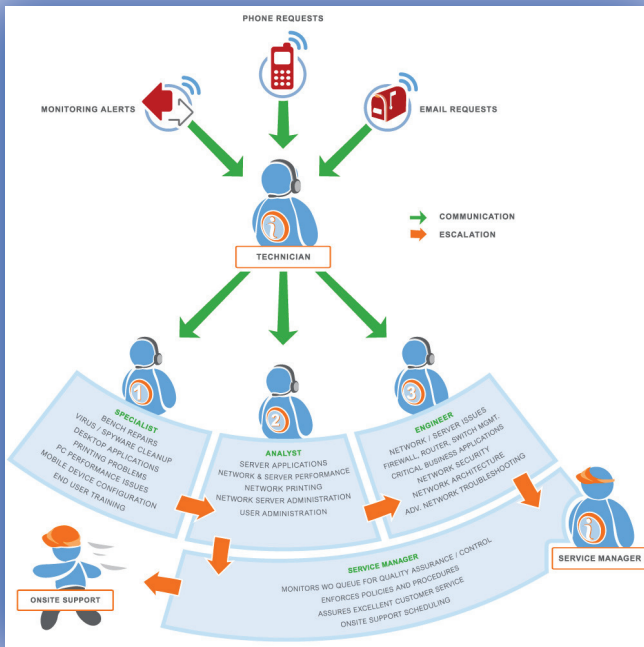 PHONE REQUESTS
MONITORING ALERTS
EMAIL REQUESTS
i
TECHNICIAN
COMMUNICATION
ESCALATION
1
SPECIALIST
BENCH REPAIRS
VIRUS / SPYWARE CLEANUP
DESKTOP APPLICATIONS
PRINTING PROBLEMS
PC PERFORMANCE ISSUES
MOBILE DEVICE CONFIGURATION
END USER TRAINING
2
ANALYST
SERVER APPLICATIONS
NETWORK & SERVER PERFORMANCE
NETWORK PRINTING
NETWORK SERVER ADMINISTRATION
USER ADMINISTRATION
3
ENGINEER
NETWORK / SERVER ISSUES
FIREWALL, ROUTER, SWITCH MGMT.
CRITICAL BUSINESS APPLICATIONS
NETWORK SECURITY
NETWORK ARCHITECTURE
ADV. NETWORK TROUBLESHOOTING
i
SERVICE MANAGER
SERVICE MANAGER
MONITORS WO QUEUE FOR QUALITY ASSURANCE / CONTROL
ENFORCES POLICIES AND PROCEDURES
ASSURES EXCELLENT CUSTOMER SERVICE
ONSITE SUPPORT SCHEDULING
ONSITE SUPPORT